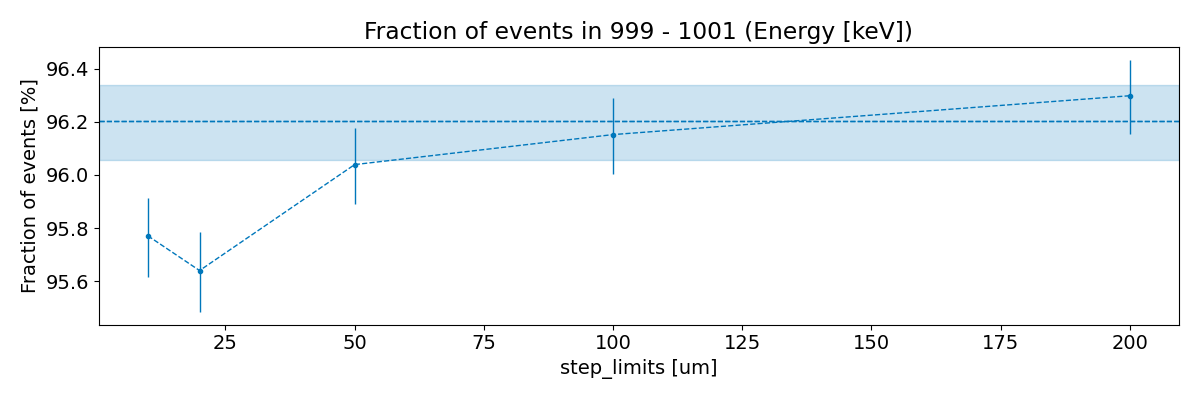 Fraction of events in 999 - 1001 (Energy [keV])
Fraction of events [%]
96.4
96.2
96.0
95.8
95.6
25 50 75 100 125 150 175 200
step_limits [um]